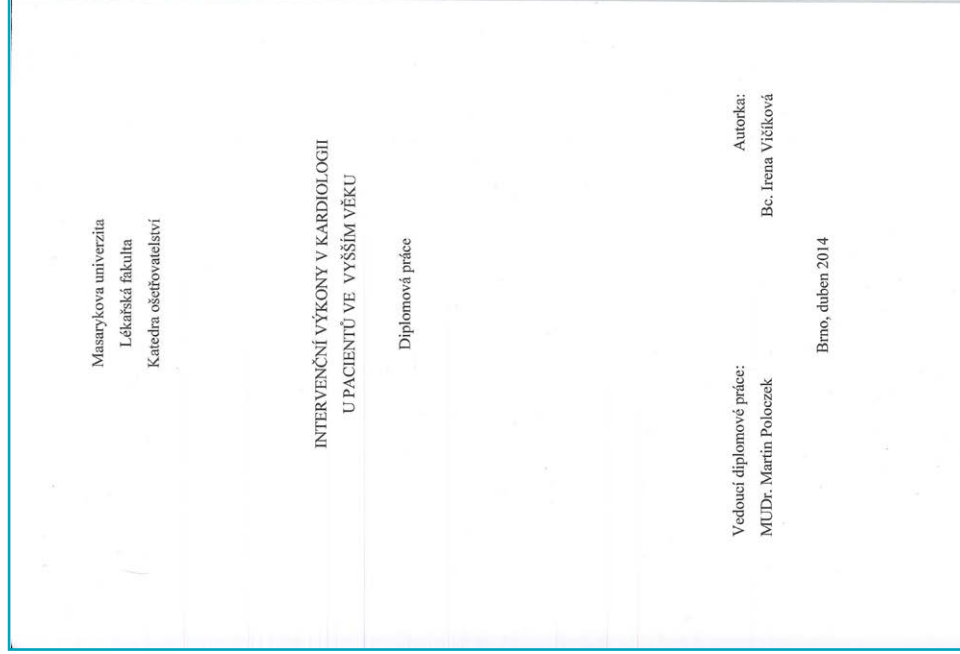 Masarykova univerzita
Lékařská fakulta
Katedra ošetřovatelství
INTERVENČNÍ VÝKONY V KARDIOLOGII
U PACIENTŮ VE VYŠŠÍM VĚKU
Diplomová práce
Vedoucí diplomové práce:
MUDr. Martin Poloczek
Autorka:
Bc. Irena Vičíková
Brno, duben 2014